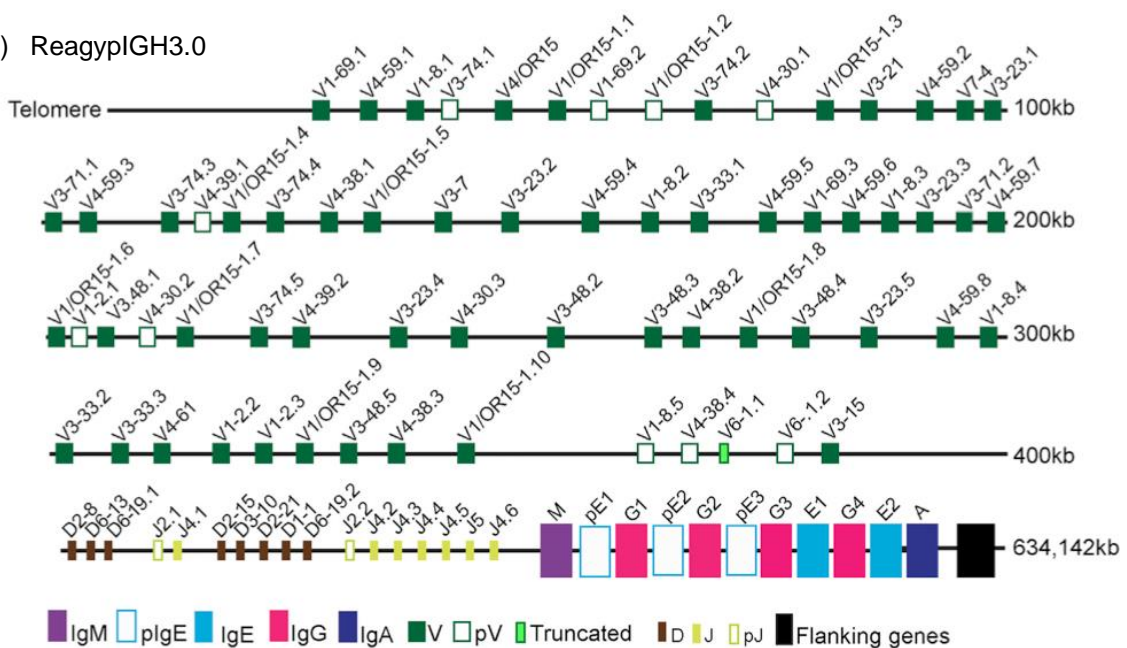 ) ReagypIGH3.0
V1-69.1 V4-59.1 V1-8.1 V3-74.1 V4/OR15 V1/OR15-1.1 V1-69.2 V1/OR15-1.2 V3-74.2 V4-30.1 V1/OR15-1.3 V3-21 V4-59.2 V7-4 V3-23.1
Telomere 100kb
V3-71.1 V4-59.3 V3-74.3 V4-39.1 V1/OR15-1.4 V3-74.4 V4-38.1 V1/OR15-1.5 V3-7 V3-23.2 V4-59.4 V1-8.2 V3-33.1 V4-59.5 V1-69.3 V4-59.6 V1-8.3 V3-23.3 V3-71.2 V4-59.7
200kb
V1/OR15-1.6 V1-2.1 V3.48.1 V4-30.2 V1/OR15-1.7 V3-74.5 V4-39.2 V3-23.4 V4-30.3 V3-48.2 V3-48.3 V4-38.2 V1/OR15-1.8 V3-48.4 V3-23.5 V4-59.8 V1-8.4
300kb
V3-33.2 V3-33.3 V4-61 V1-2.2 V1-2.3 V1/OR15-1.9 V3-48.5 V4-38.3 V1/OR15-1.10 V1-8.5 V4-38.4 V6-1.1 V6-.1.2 V3-15
400kb
D2-8 D6-13 D6-19.1 J2.1 J4.1 D2-15 D3-10 D2-21 D1-1 D6-19.2 J2.2 J4.2 J4.3 J4.4 J4.5 J5 J4.6 M pE1 G1 pE2 G2 pE3 G3 E1 G4 E2 A
634,142kb
IgM pIgE IgE IgG IgA V pV Truncated D J pJ Flanking genes